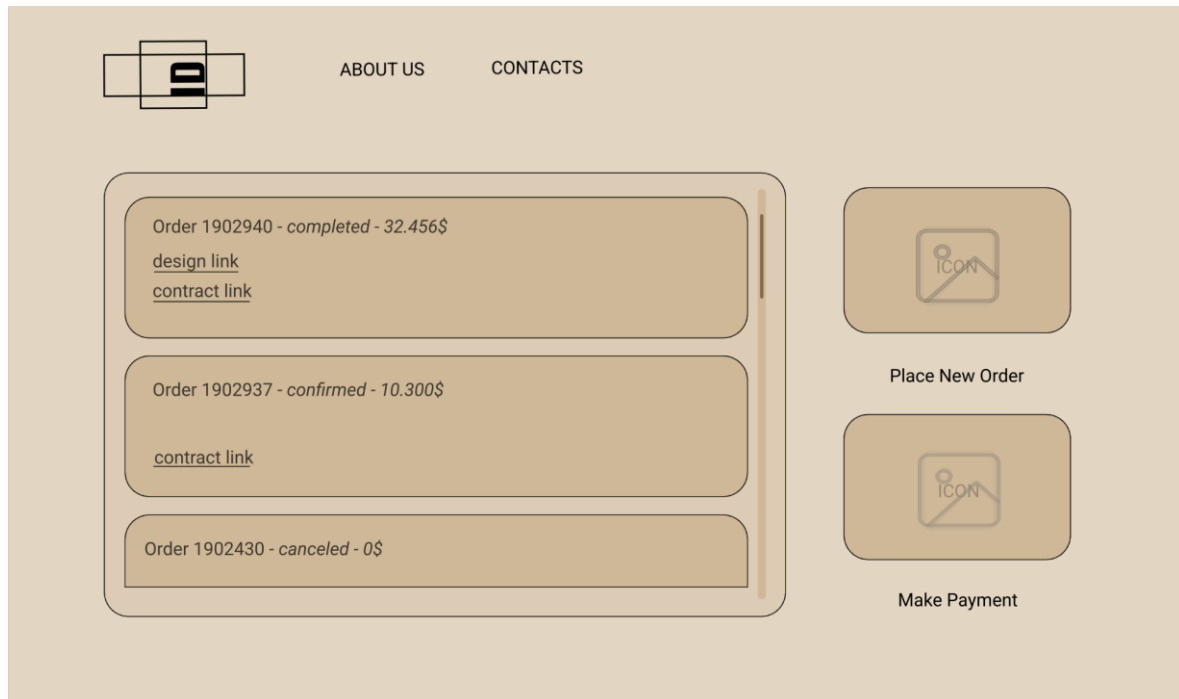 ID
ABOUT US
CONTACTS
Order 1902940 - completed - 32.456$
design link
contract link
Order 1902937 - confirmed - 10.300$
contract link
Order 1902430 - canceled - 0$
ICON
Place New Order
ICON
Make Payment